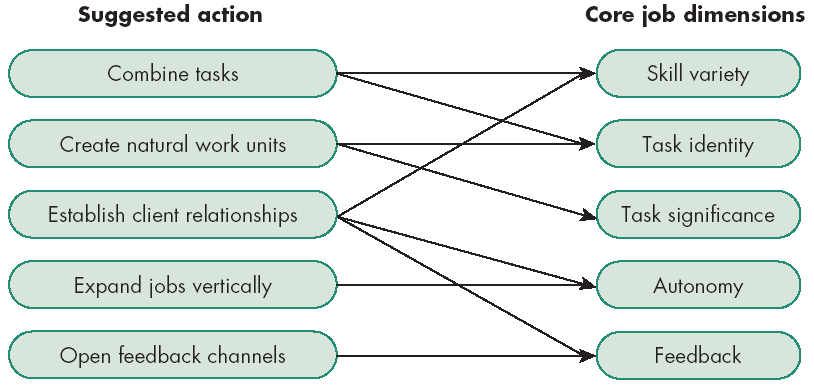 Suggested action
Core job dimensions
Combine tasks
Skill variety
Create natural work units
Task identity
Establish client relationships
Task significance
Expand jobs vertically
Autonomy
Open feedback channels
Feedback